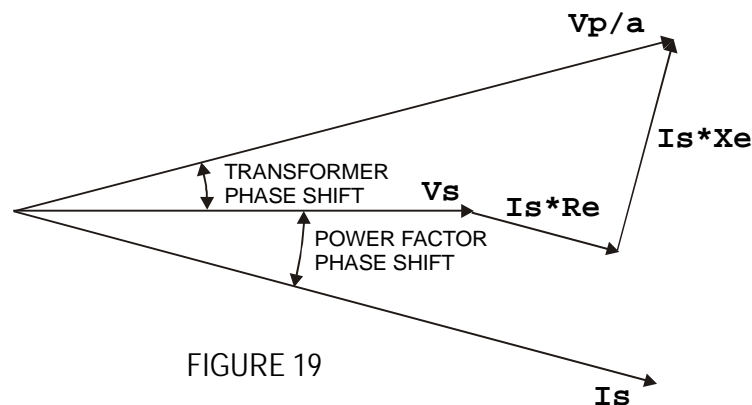 Vp/a
Is*Xe
TRANSFORMER
PHASE SHIFT
Vs
Is*Re
POWER FACTOR
PHASE SHIFT
FIGURE 19
Is